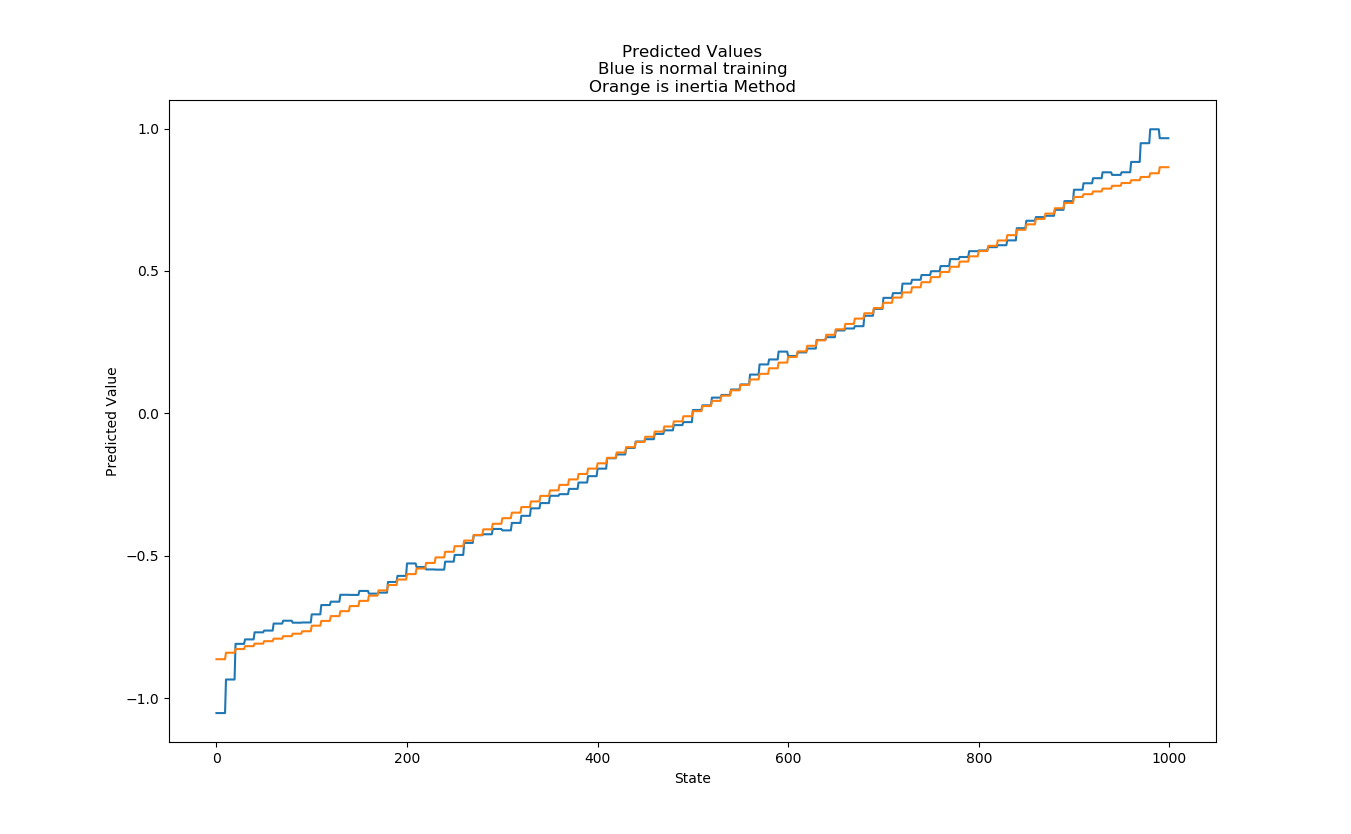 Predicted Values
Blue is normal training
Orange is inertia Method
1.0
0.5
0.0
−0.5
−1.0
Predicted Value
0
200
400
600
800
1000
State